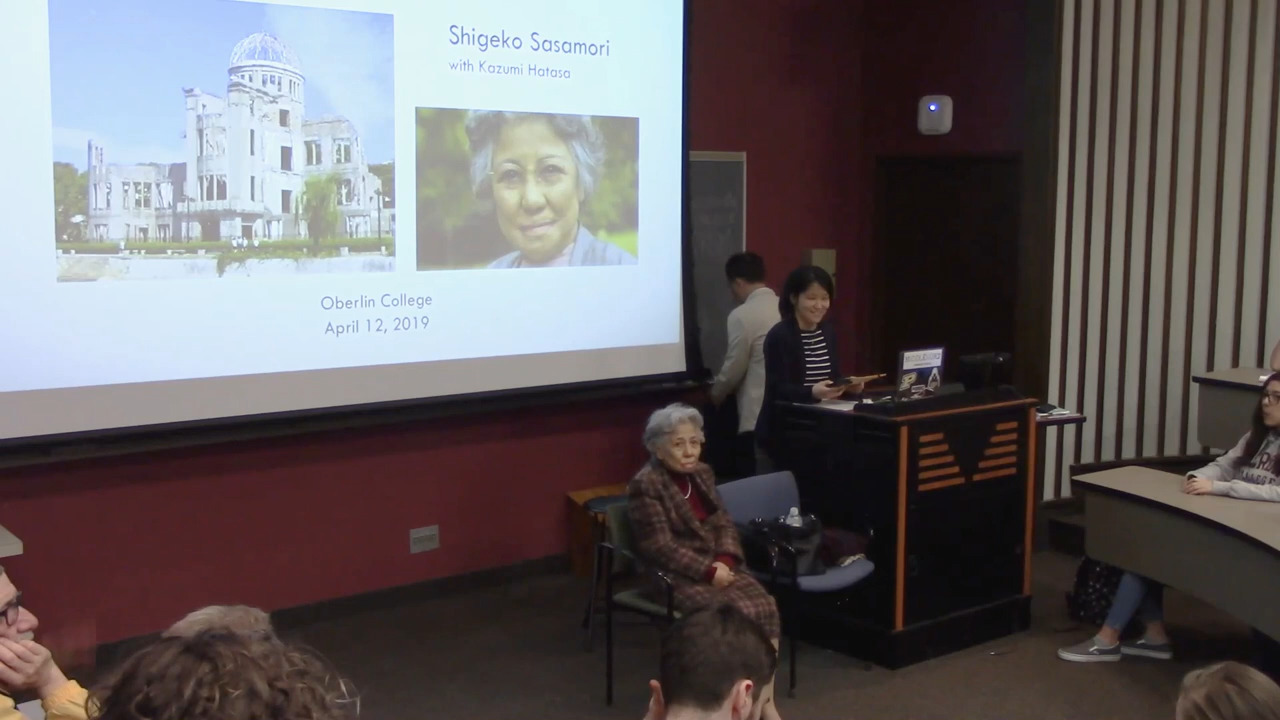 Shigeko Sasamori
with Kazumi Hatasa
Oberlin College
April 12, 2019